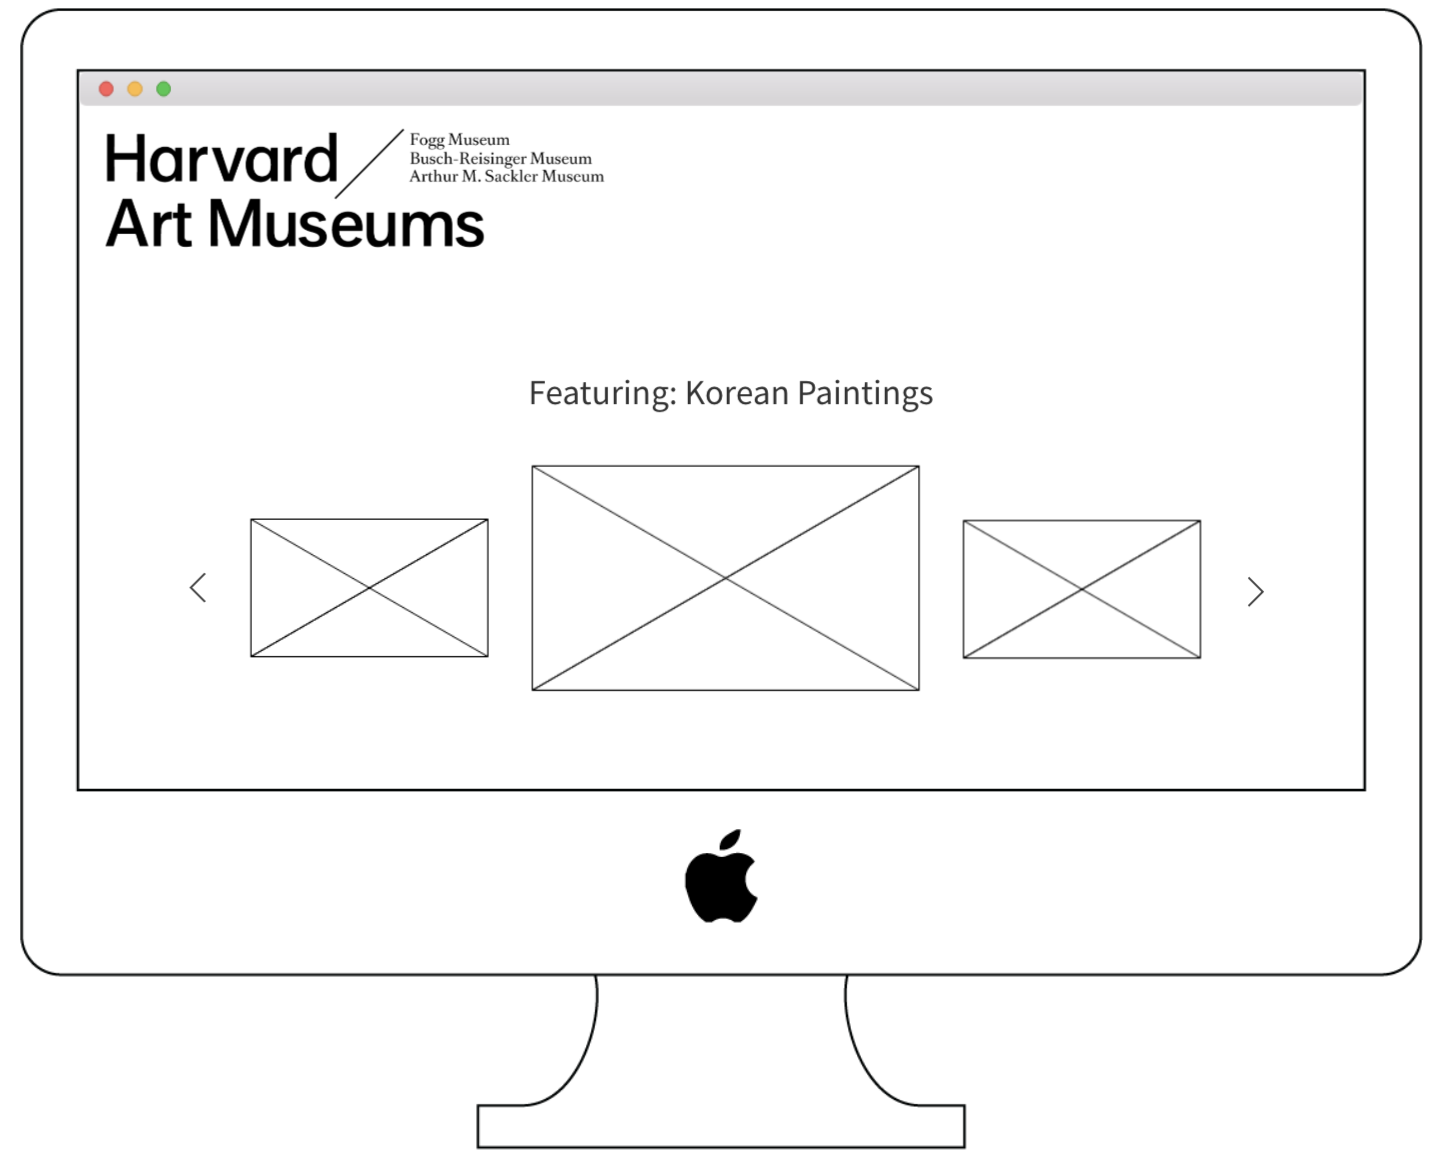 Harvard
Fogg Museum
Busch-Reisinger Museum
Arthur M. Sackler Museum
Art Museums
Featuring: Korean Paintings